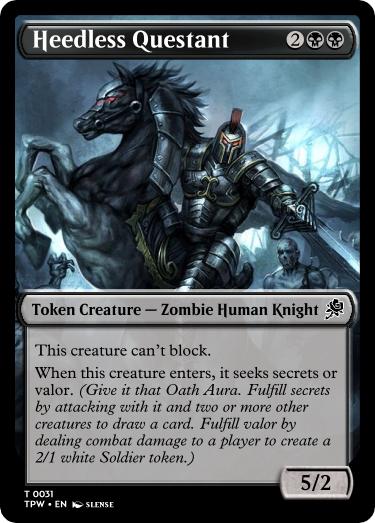 Heedless Questant 2
Token Creature — Zombie Human Knight
This creature can't block.
When this creature enters, it seeks secrets or
valor. (Give it that Oath Aura. Fulfill secrets
by attacking with it and two or more other
creatures to draw a card. Fulfill valor by
dealing combat damage to a player to create a
2/1 white Soldier token.)
5/2
T 0031
TPW • EN SLENSE